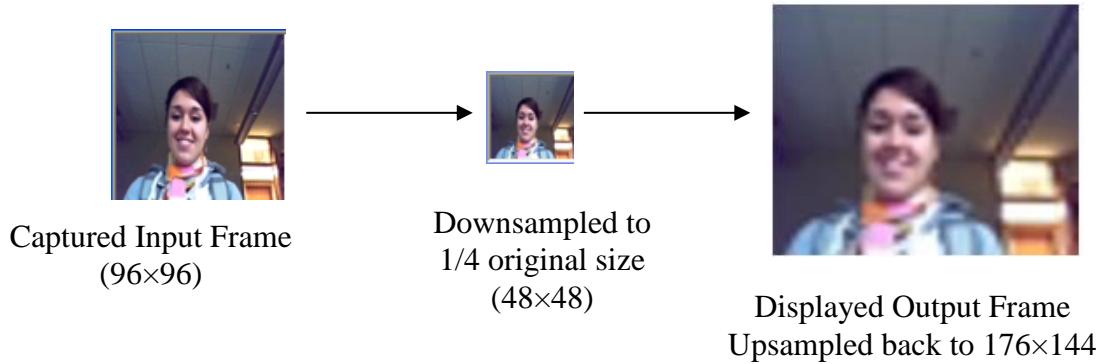 Captured Input Frame
(96×96)
Downsampled to
1/4 original size
(48×48)
Displayed Output Frame
Upsampled back to 176×144